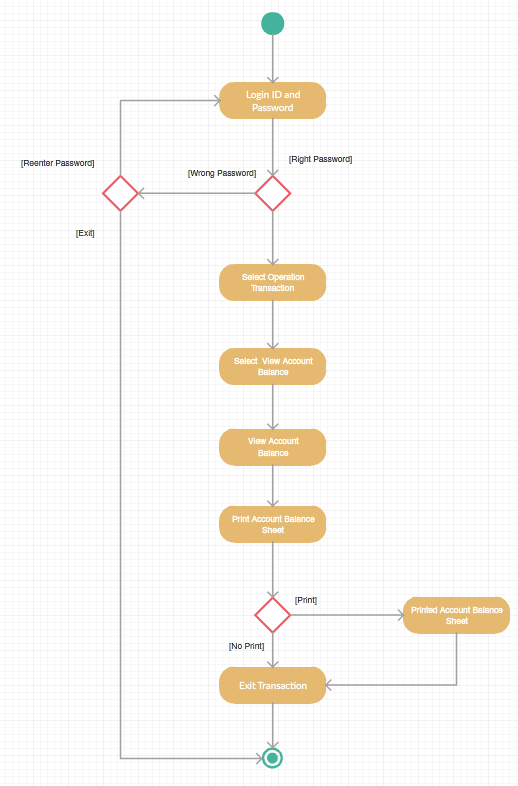 Login ID and
Password
[Right Password]
[Reenter Password]
[Wrong Password]
[Exit]
Select Operation
Transaction
Select View Account
Balance
View Account
Balance
Print Account Balance
Sheet
[Print]
Printed Account Balance
Sheet
[No Print]
Exit Transaction